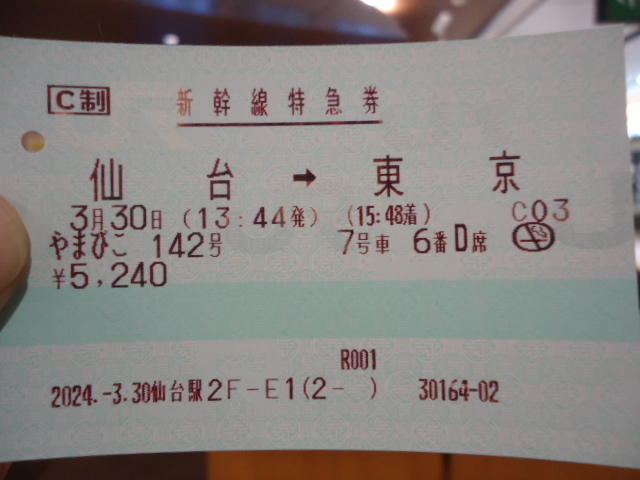 C制 新幹線特急券
仙台 → 東京
3月30日 (13:44発) (15:48着) C03
やまびこ 142号 7号車 6番D席
¥5,240
R001
2024.-3.30仙台駅2F-E1(2- ) 30164-02